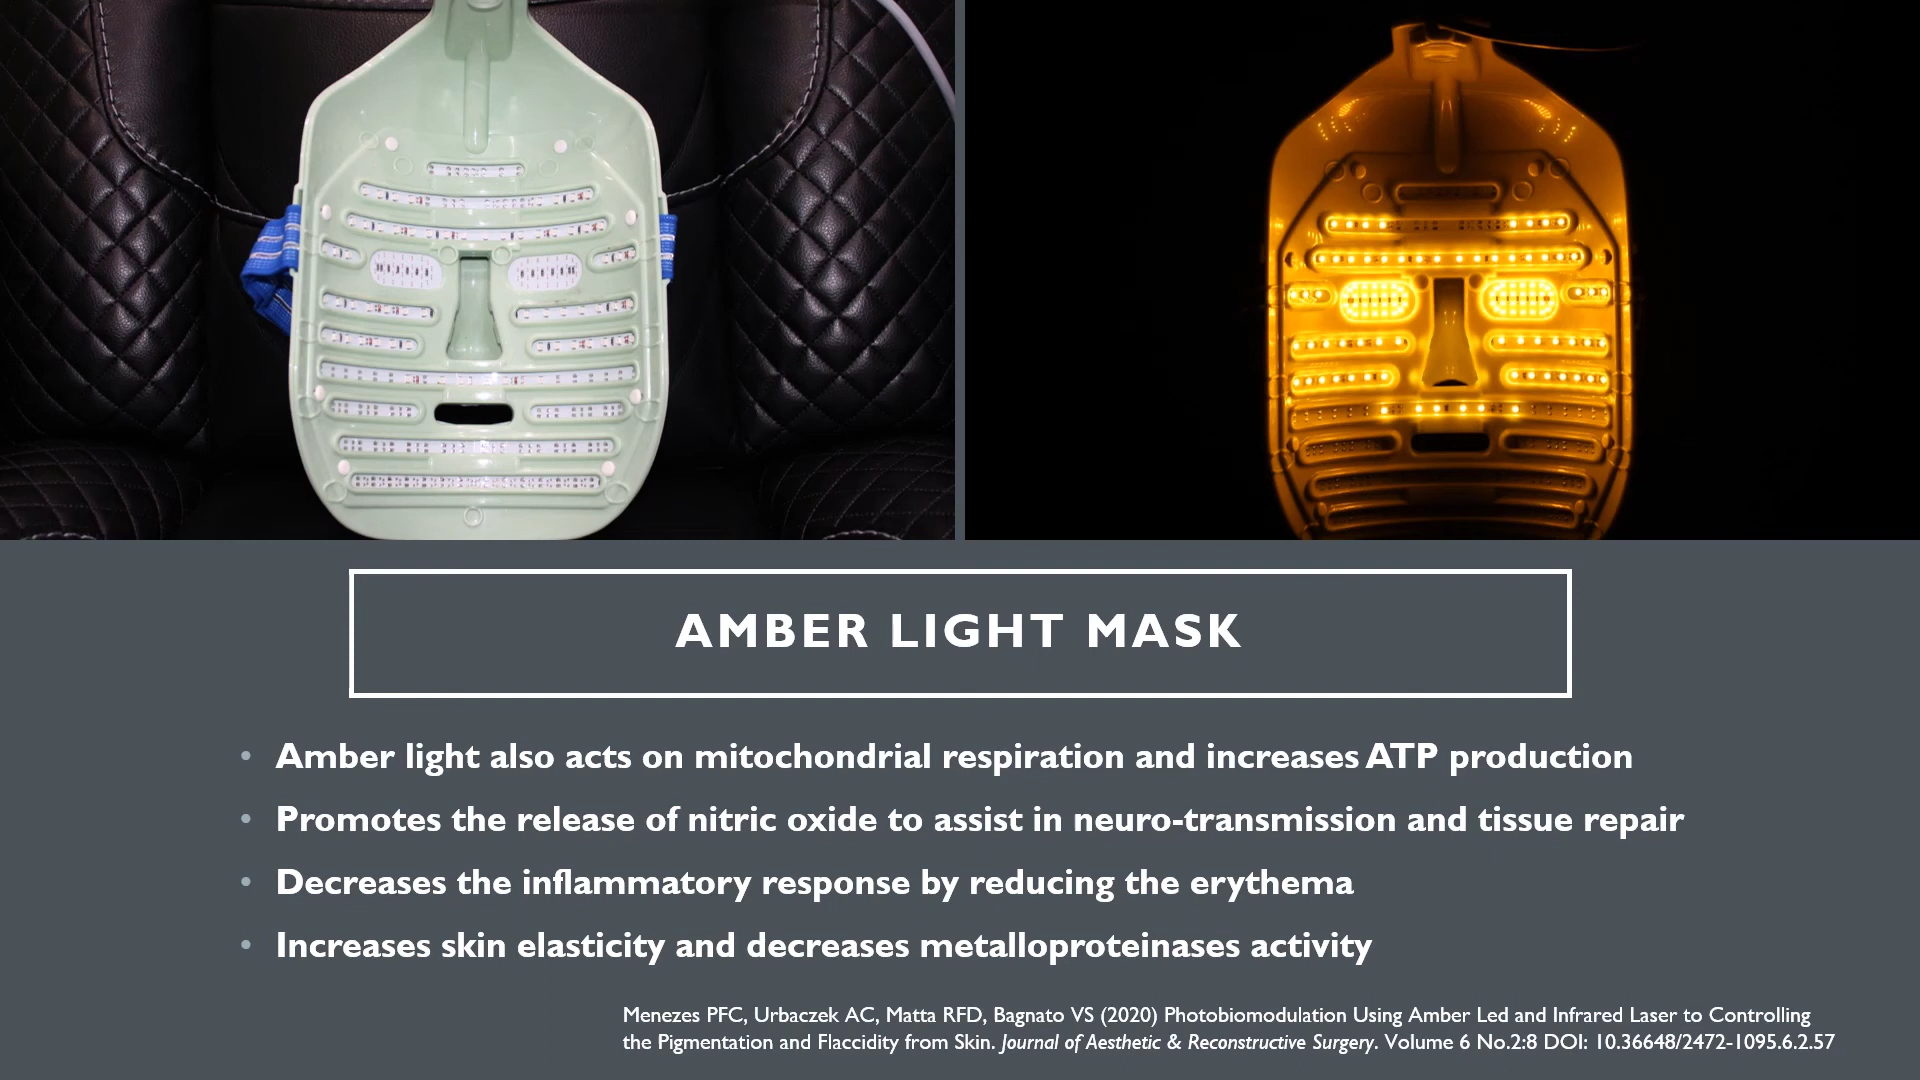 AMBER LIGHT MASK
• Amber light also acts on mitochondrial respiration and increases ATP production
• Promotes the release of nitric oxide to assist in neuro-transmission and tissue repair
• Decreases the inflammatory response by reducing the erythema
• Increases skin elasticity and decreases metalloproteinases activity
Menezes PFC, Urbaczek AC, Matta RFD, Bagnato VS (2020) Photobiomodulation Using Amber Led and Infrared Laser to Controlling
the Pigmentation and Flaccidity from Skin. Journal of Aesthetic & Reconstructive Surgery. Volume 6 No.2:8 DOI: 10.36648/2472-1095.6.2.57